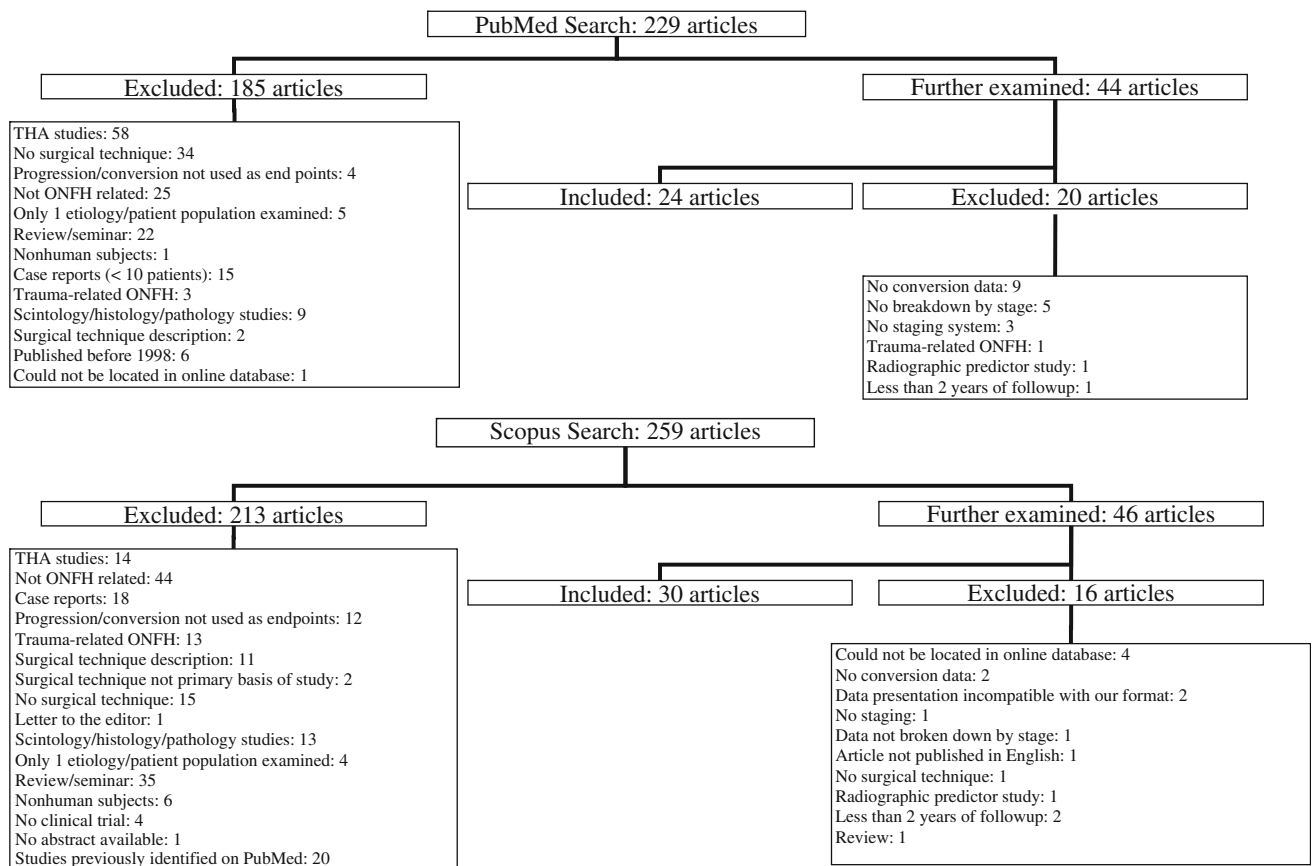 PubMed Search: 229 articles
Excluded: 185 articles
Further examined: 44 articles
THA studies: 58
No surgical technique: 34
Progression/conversion not used as end points: 4
Not ONFH related: 25
Only 1 etiology/patient population examined: 5
Review/seminar: 22
Nonhuman subjects: 1
Case reports (< 10 patients): 15
Trauma-related ONFH: 3
Scintology/histology/pathology studies: 9
Surgical technique description: 2
Published before 1998: 6
Could not be located in online database: 1
Included: 24 articles
Excluded: 20 articles
No conversion data: 9
No breakdown by stage: 5
No staging system: 3
Trauma-related ONFH: 1
Radiographic predictor study: 1
Less than 2 years of followup: 1
Scopus Search: 259 articles
Excluded: 213 articles
Further examined: 46 articles
THA studies: 14
Not ONFH related: 44
Case reports: 18
Progression/conversion not used as endpoints: 12
Trauma-related ONFH: 13
Surgical technique description: 11
Surgical technique not primary basis of study: 2
No surgical technique: 15
Letter to the editor: 1
Scintology/histology/pathology studies: 13
Only 1 etiology/patient population examined: 4
Review/seminar: 35
Nonhuman subjects: 6
No clinical trial: 4
No abstract available: 1
Studies previously identified on PubMed: 20
Included: 30 articles
Excluded: 16 articles
Could not be located in online database: 4
No conversion data: 2
Data presentation incompatible with our format: 2
No staging: 1
Data not broken down by stage: 1
Article not published in English: 1
No surgical technique: 1
Radiographic predictor study: 1
Less than 2 years of followup: 2
Review: 1